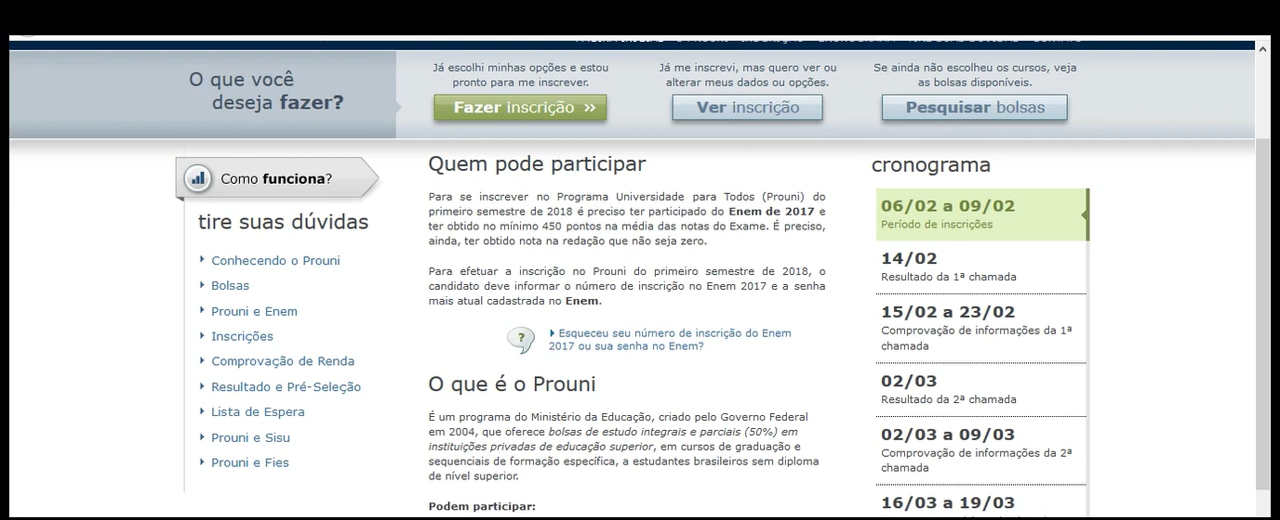 O que você
deseja fazer?
Já escolhi minhas opções e estou
pronto para me inscrever.
Fazer inscrição »
Já me inscrevi, mas quero ver ou
alterar meus dados ou opções.
Ver inscrição
Se ainda não escolheu os cursos, veja
as bolsas disponíveis.
Pesquisar bolsas
Como funciona?
tire suas dúvidas
Conhecendo o Prouni
Bolsas
Prouni e Enem
Inscrições
Comprovação de Renda
Resultado e Pré-Seleção
Lista de Espera
Prouni e Sisu
Prouni e Fies
Quem pode participar
Para se inscrever no Programa Universidade para Todos (Prouni) do
primeiro semestre de 2018 é preciso ter participado do Enem de 2017 e
ter obtido no mínimo 450 pontos na média das notas do Exame. É preciso,
ainda, ter obtido nota na redação que não seja zero.
Para efetuar a inscrição no Prouni do primeiro semestre de 2018, o
candidato deve informar o número de inscrição no Enem 2017 e a senha
mais atual cadastrada no Enem.
?
Esqueceu seu número de inscrição do Enem
2017 ou sua senha no Enem?
O que é o Prouni
É um programa do Ministério da Educação, criado pelo Governo Federal
em 2004, que oferece bolsas de estudo integrais e parciais (50%) em
instituições privadas de educação superior, em cursos de graduação e
sequenciais de formação específica, a estudantes brasileiros sem diploma
de nível superior.
Podem participar:
cronograma
06/02 a 09/02
Período de inscrições
14/02
Resultado da 1ª chamada
15/02 a 23/02
Comprovação de informações da 1ª
chamada
02/03
Resultado da 2ª chamada
02/03 a 09/03
Comprovação de informações da 2ª
chamada
16/03 a 19/03